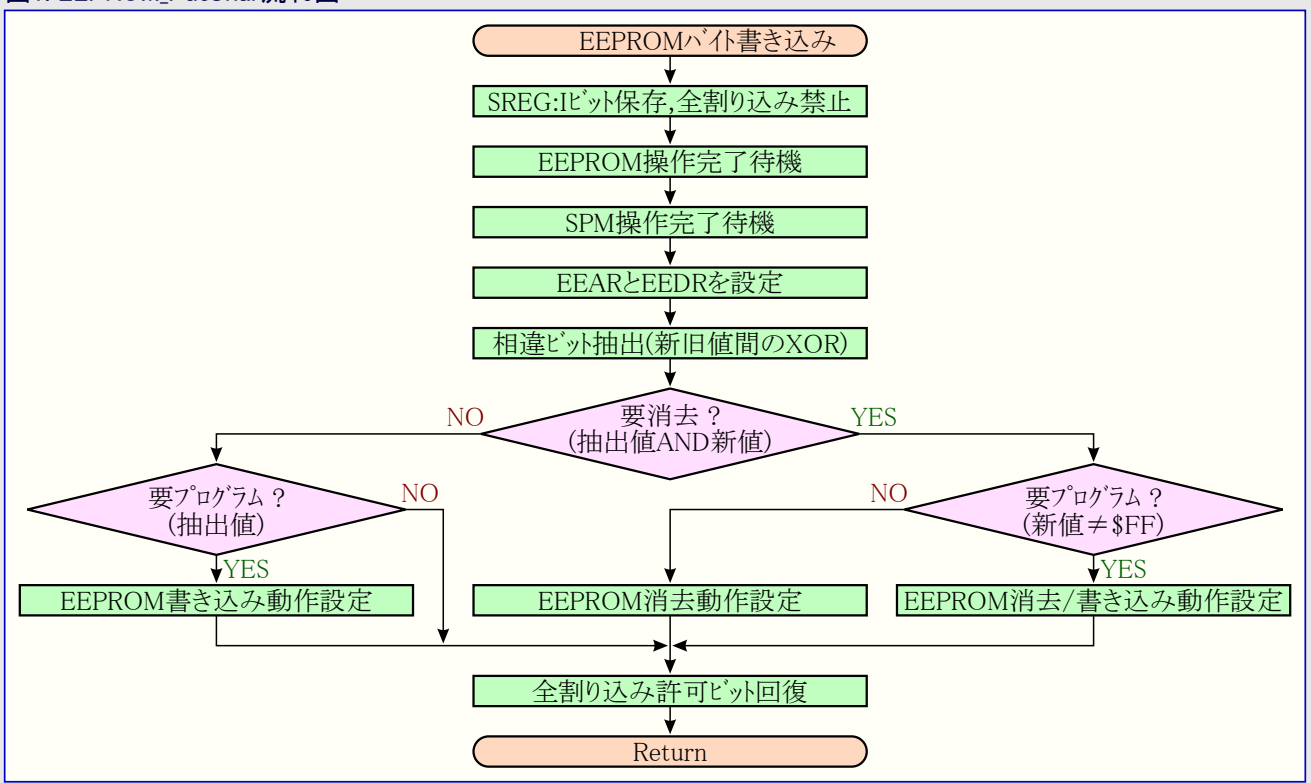 EEPROMバイト書き込み
SREG:Iビット保存,全割り込み禁止
EEPROM操作完了待機
SPM操作完了待機
EEARとEEDRを設定
相違ビット抽出(新旧値間のXOR)
NO
要消去 ?
(抽出値AND新値)
YES
要プログラム ?
(抽出値)
NO
NO
要プログラム ?
(新値≠$FF)
YES
YES
EEPROM書き込み動作設定
EEPROM消去動作設定
EEPROM消去/書き込み動作設定
全割り込み許可ビット回復
Return